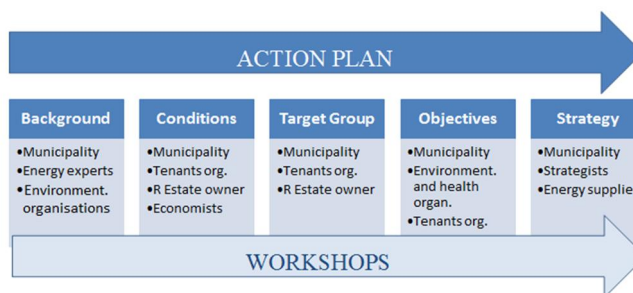 ACTION PLAN
Background
•Municipality
•Energy experts
•Environment.
organisations
Conditions
•Municipality
•Tenants org.
•R Estate owner
•Economists
Target Group
•Municipality
•Tenants org.
•R Estate owner
Objectives
•Municipality
•Environment.
and health
organ.
•Tenants org.
Strategy
•Municipality
•Strategists
•Energy supplie
WORKSHOPS